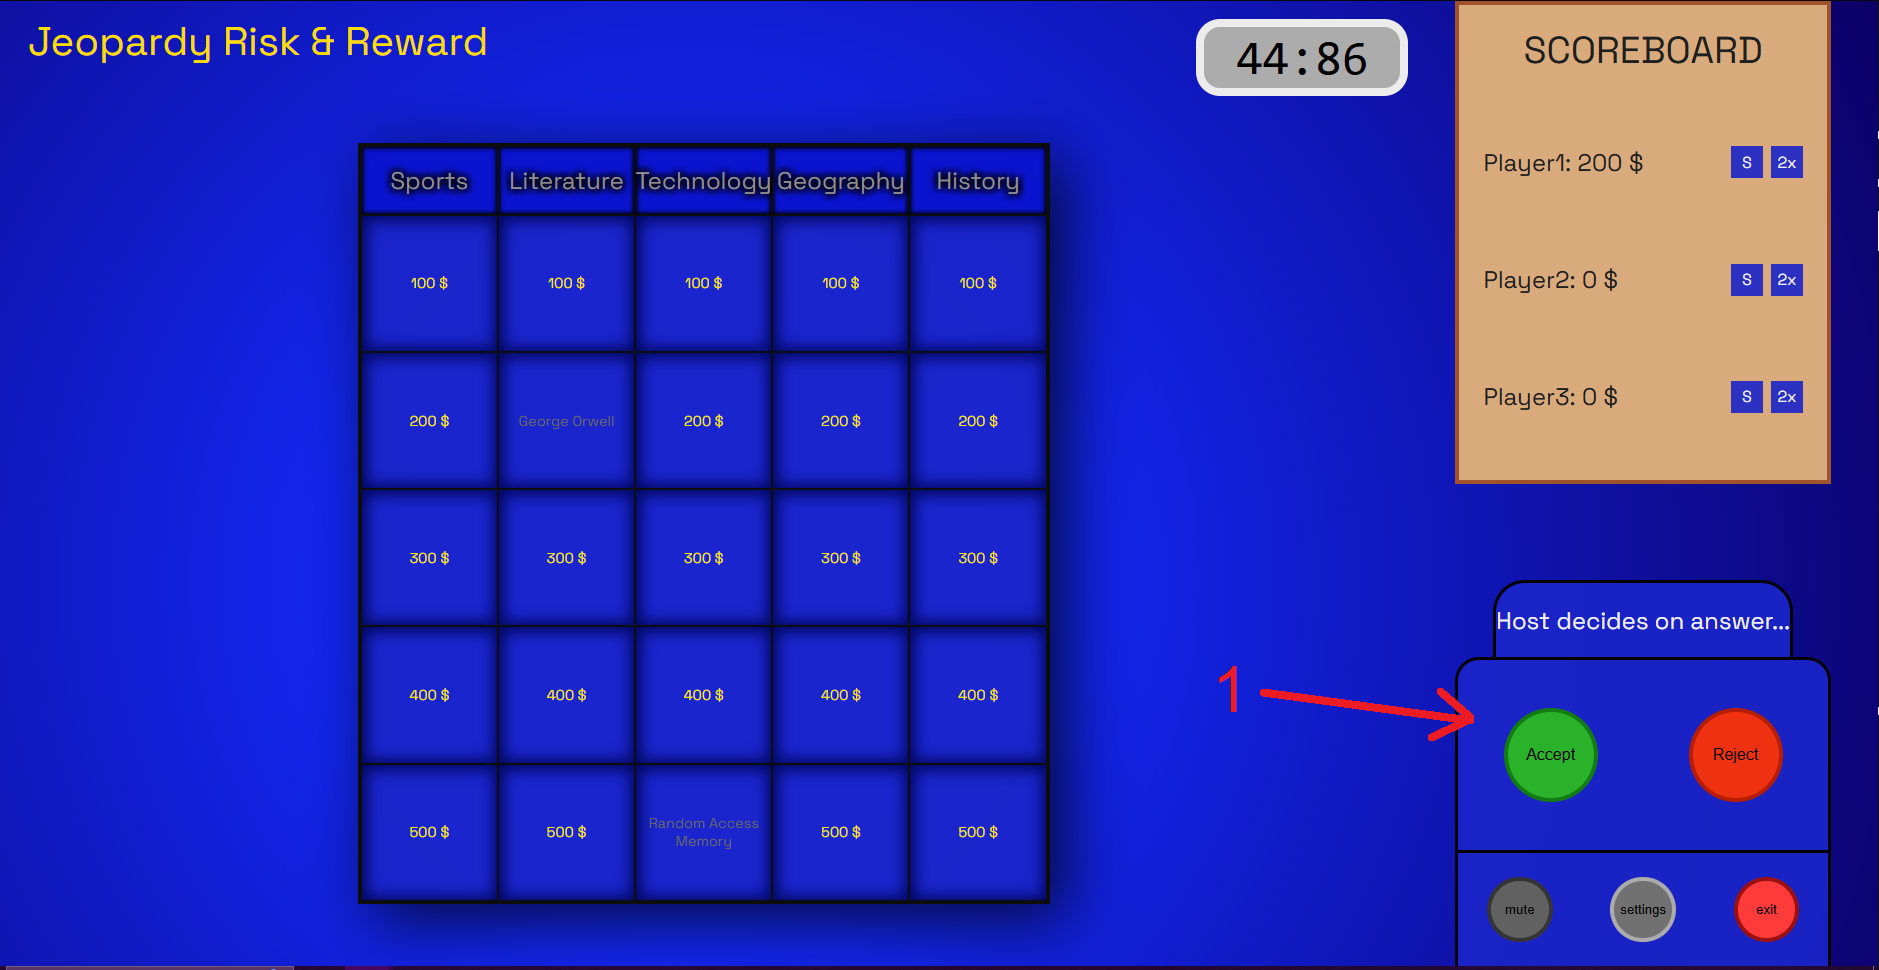 Jeopardy Risk & Reward
44:86
SCOREBOARD
Player1: 200 $ S 2x
Player2: 0 $ S 2x
Player3: 0 $ S 2x
Sports Literature Technology Geography History
100 $ 100 $ 100 $ 100 $ 100 $
200 $ George Orwell 200 $ 200 $ 200 $
300 $ 300 $ 300 $ 300 $ 300 $
400 $ 400 $ 400 $ 400 $ 400 $
500 $ 500 $ Random Access 500 $ 500 $
Memory
Host decides on answer...
1
Accept Reject
mute settings exit